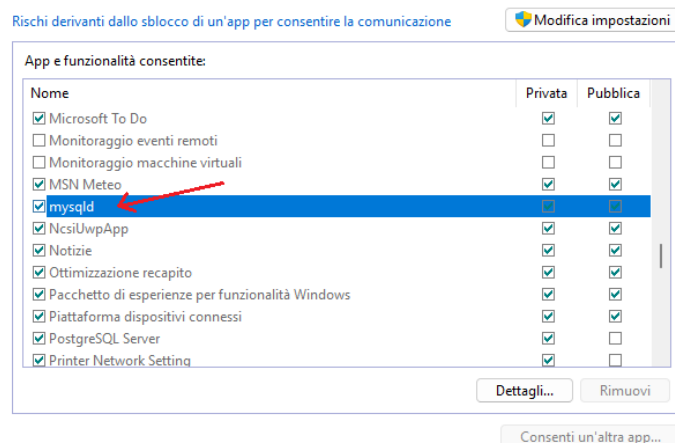 Rischi derivanti dallo sblocco di un'app per consentire la comunicazione
Modifica impostazioni
App e funzionalità consentite:
Nome Privata Pubblica
Microsoft To Do
Monitoraggio eventi remoti
Monitoraggio macchine virtuali
MSN Meteo
mysqld
NcsiUwpApp
Notizie
Ottimizzazione recapito
Pacchetto di esperienze per funzionalità Windows
Piattaforma dispositivi connessi
PostgreSQL Server
Printer Network Setting
Dettagli... Rimuovi
Consenti un'altra app...